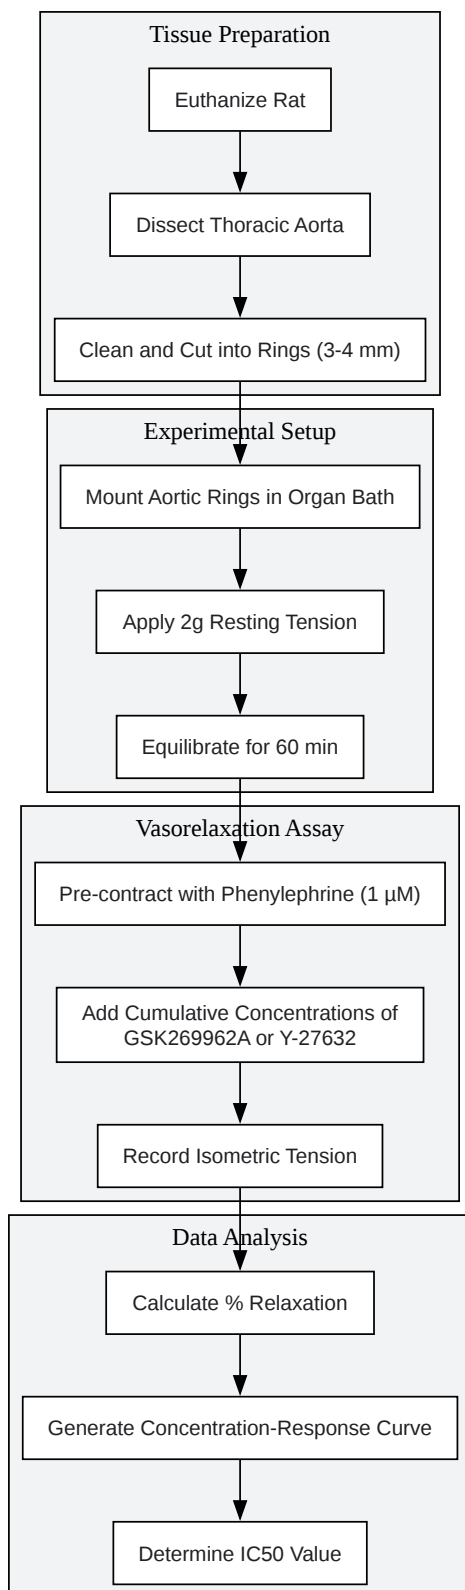 Tissue Preparation
Euthanize Rat
Dissect Thoracic Aorta
Clean and Cut into Rings (3-4 mm)
Experimental Setup
Mount Aortic Rings in Organ Bath
Apply 2g Resting Tension
Equilibrate for 60 min
Vasorelaxation Assay
Pre-contract with Phenylephrine (1 µM)
Add Cumulative Concentrations of
GSK269962A or Y-27632
Record Isometric Tension
Data Analysis
Calculate % Relaxation
Generate Concentration-Response Curve
Determine IC50 Value